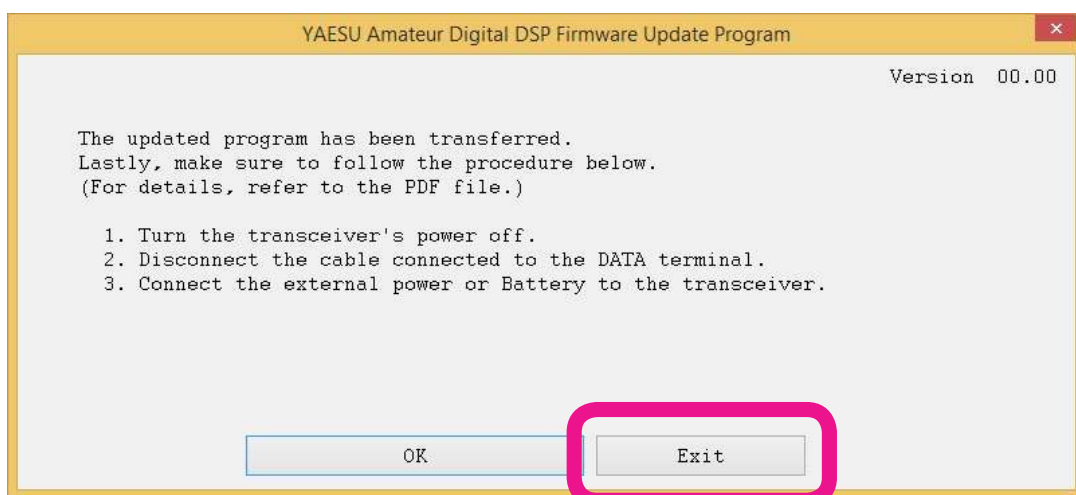 YAESU Amateur Digital DSP Firmware Update Program
Version 00.00
The updated program has been transferred.
Lastly, make sure to follow the procedure below.
(For details, refer to the PDF file.)
1. Turn the transceiver's power off.
2. Disconnect the cable connected to the DATA terminal.
3. Connect the external power or Battery to the transceiver.
OK
Exit